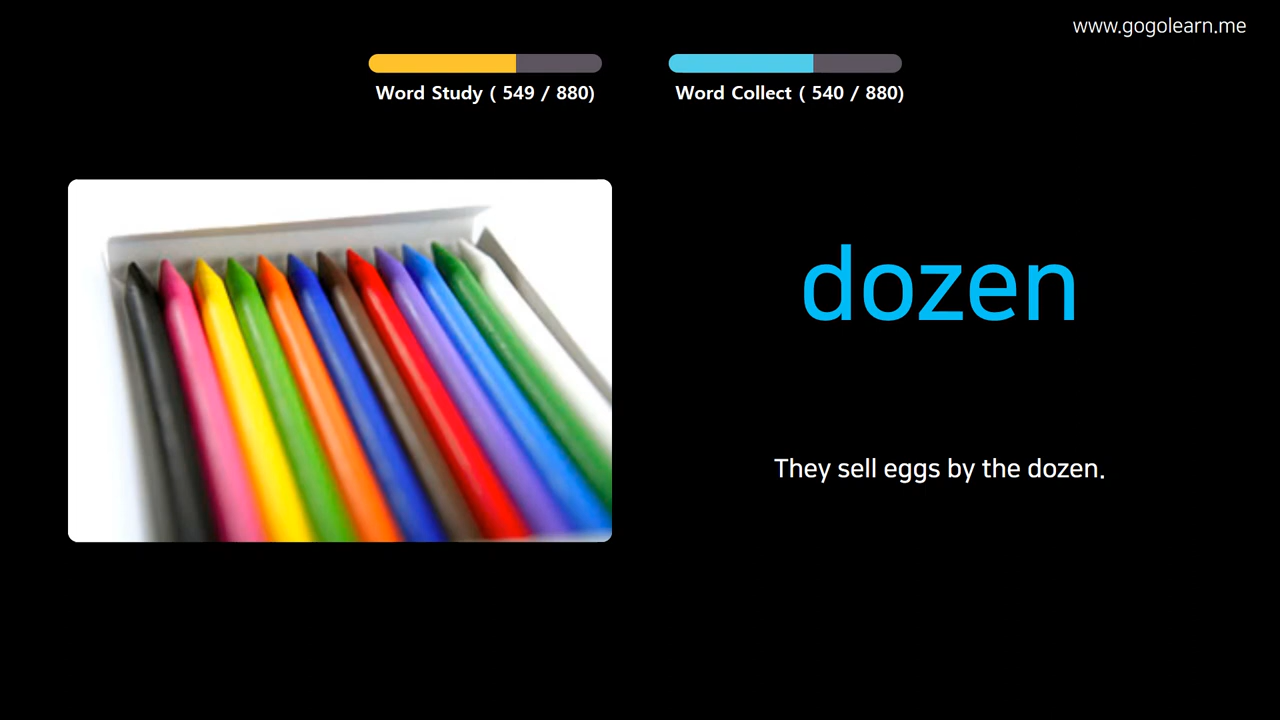 www.gogolearn.me
Word Study ( 549 / 880)
Word Collect ( 540 / 880)
dozen
They sell eggs by the dozen.